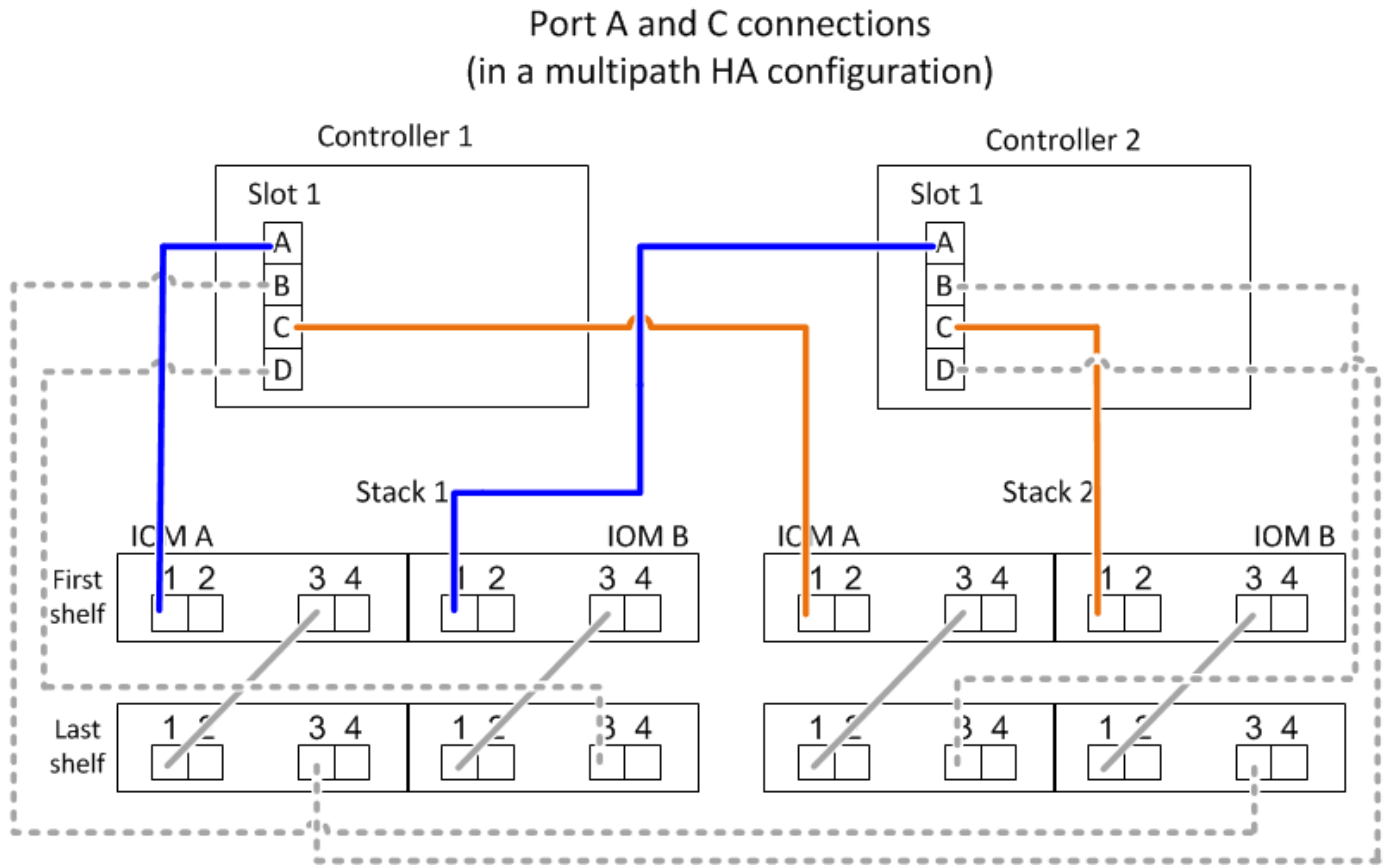 Port A and C connections
(in a multipath HA configuration)
Controller 1
Controller 2
Slot 1
Slot 1
A
B
C
D
A
B
C
D
Stack 1
Stack 2
IOM A
IOM B
IOM A
IOM B
First
shelf
1 2
3 4
1 2
3 4
1 2
3 4
1 2
3 4
Last
shelf
1 2
3 4
1 2
3 4
1 2
3 4
1 2
3 4